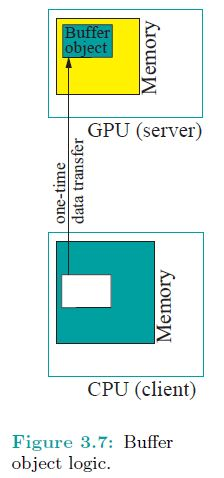 Buffer
object
Memory
GPU (server)
one-time
data transfer
Memory
CPU (client)
Figure 3.7: Buffer
object logic.